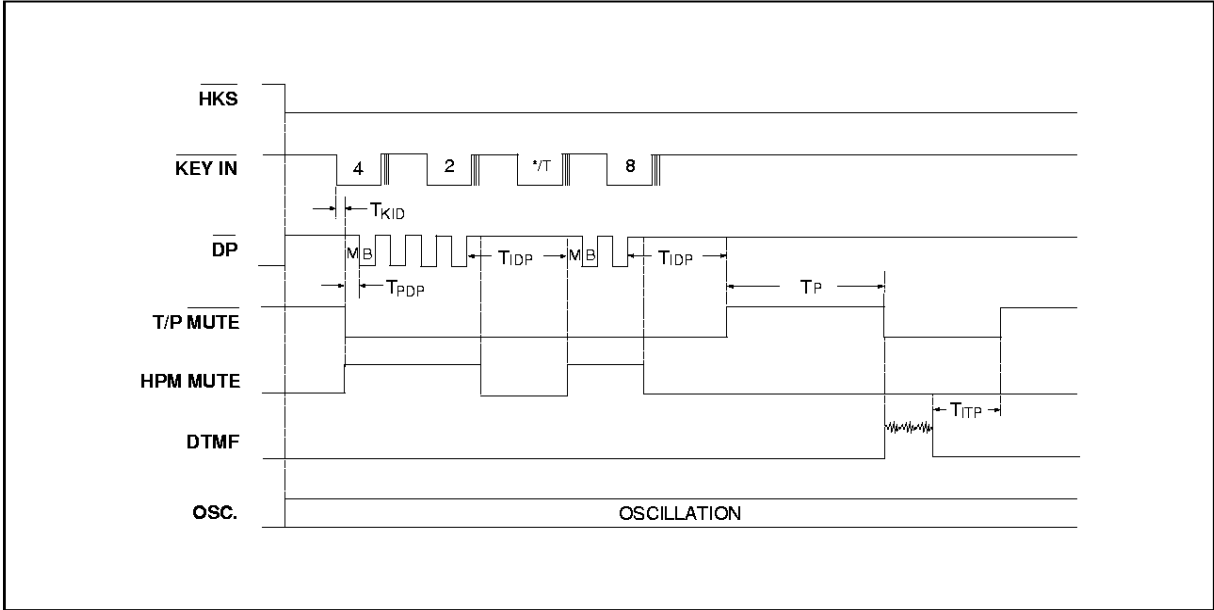 HKS
KEY IN
4 2 */T 8
TKID
DP
M B TIDP M B TIDP
TPDP
TP
T/P MUTE
HPM MUTE
TITP
DTMF
OSC.
OSCILLATION